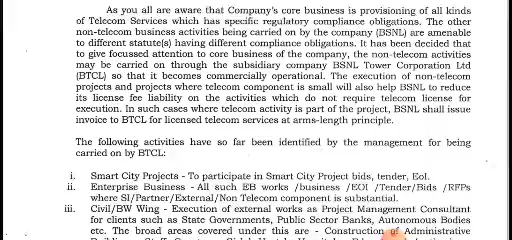 As you all are aware that Company's core business is provisioning of all kinds
of Telecom Services which has specific regulatory compliance obligations. The other
non-telecom business activities being carried on by the company (BSNL) are amenable
to different statute(s) having different compliance obligations. It has been decided that
to give focussed attention to core business of the company, the non-telecom activities
may be carried on through the subsidiary company BSNL Tower Corporation Ltd
(BTCL) so that it becomes commercially operational. The execution of non-telecom
projects and projects where telecom component is small will also help BSNL to reduce
its license fee liability on the activities which do not require telecom license for
execution. In such cases where telecom activity is part of the project, BSNL shall issue
invoice to BTCL for licensed telecom services at arms-length principle.
The following activities have so far been identified by the management for being
carried on by BTCL:
i. Smart City Projects - To participate in Smart City Project bids, tender, EoI.
ii. Enterprise Business - All such EB works /business /EOI /Tender/Bids /RFPs
where SI/Partner/External/Non Telecom component is substantial.
iii. Civil/BW Wing - Execution of external works as Project Management Consultant
for clients such as State Governments, Public Sector Banks, Autonomous Bodies
etc. The broad areas covered under this are - Construction of Administrative